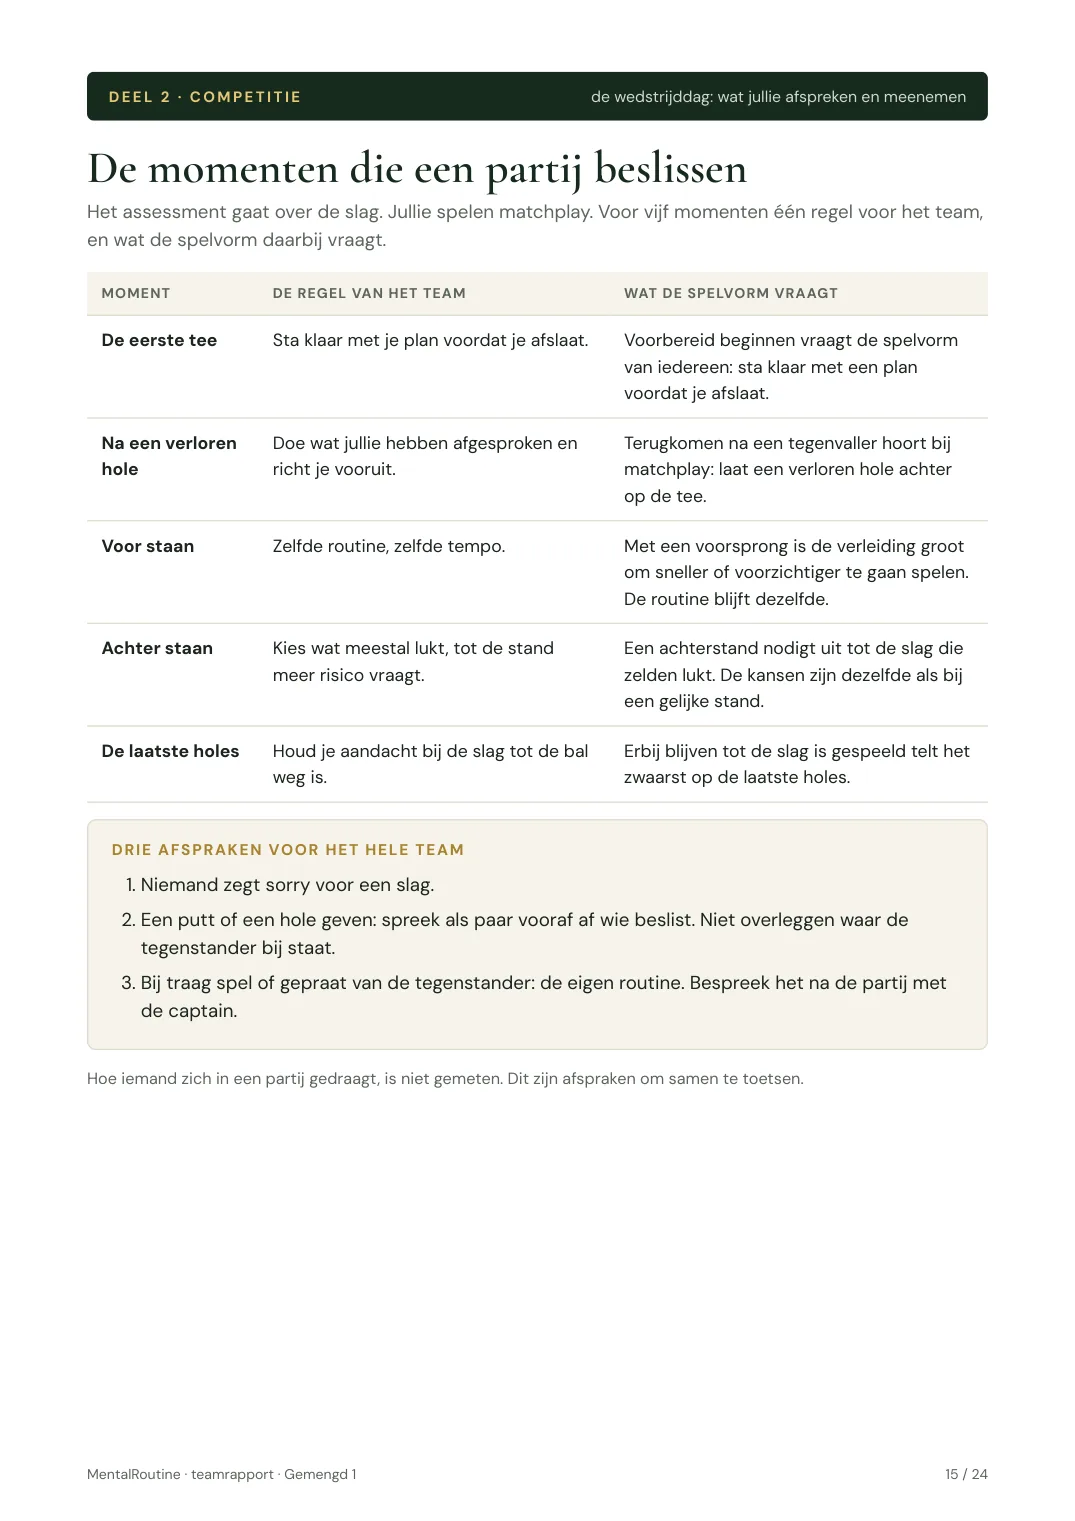 DEEL 2 · COMPETITIE
de wedstrijddag: wat jullie afspreken en meenemen
De momenten die een partij beslissen
Het assessment gaat over de slag. Jullie spelen matchplay. Voor vijf momenten één regel voor het team,
en wat de spelvorm daarbij vraagt.
MOMENT
DE REGEL VAN HET TEAM
WAT DE SPELVORM VRAAGT
De eerste tee
Sta klaar met je plan voordat je afslaat.
Voorbereid beginnen vraagt de spelvorm
van iedereen: sta klaar met een plan
voordat je afslaat.
Na een verloren
hole
Doe wat jullie hebben afgesproken en
richt je vooruit.
Terugkomen na een tegenvaller hoort bij
matchplay: laat een verloren hole achter
op de tee.
Voor staan
Zelfde routine, zelfde tempo.
Met een voorsprong is de verleiding groot
om sneller of voorzichtiger te gaan spelen.
De routine blijft dezelfde.
Achter staan
Kies wat meestal lukt, tot de stand
meer risico vraagt.
Een achterstand nodigt uit tot de slag die
zelden lukt. De kansen zijn dezelfde als bij
een gelijke stand.
De laatste holes
Houd je aandacht bij de slag tot de bal
weg is.
Erbij blijven tot de slag is gespeeld telt het
zwaarst op de laatste holes.
DRIE AFSPRAKEN VOOR HET HELE TEAM
1. Niemand zegt sorry voor een slag.
2. Een putt of een hole geven: spreek als paar vooraf af wie beslist. Niet overleggen waar de
tegenstander bij staat.
3. Bij traag spel of gepraat van de tegenstander: de eigen routine. Bespreek het na de partij met
de captain.
Hoe iemand zich in een partij gedraagt, is niet gemeten. Dit zijn afspraken om samen te toetsen.
MentalRoutine · teamrapport · Gemengd 1
15 / 24